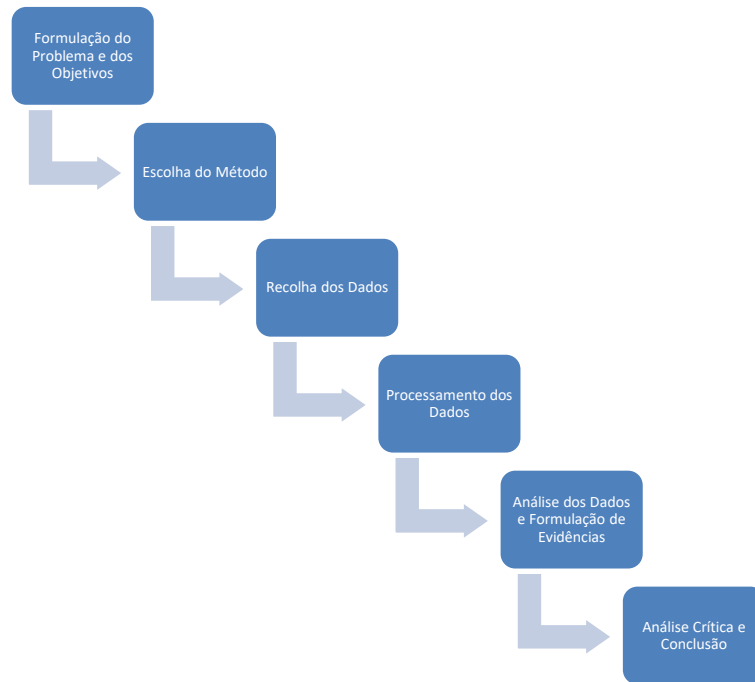 Formulação do
Problema e dos
Objetivos
Escolha do Método
Recolha dos Dados
Processamento dos
Dados
Análise dos Dados
e Formulação de
Evidências
Análise Crítica e
Conclusão